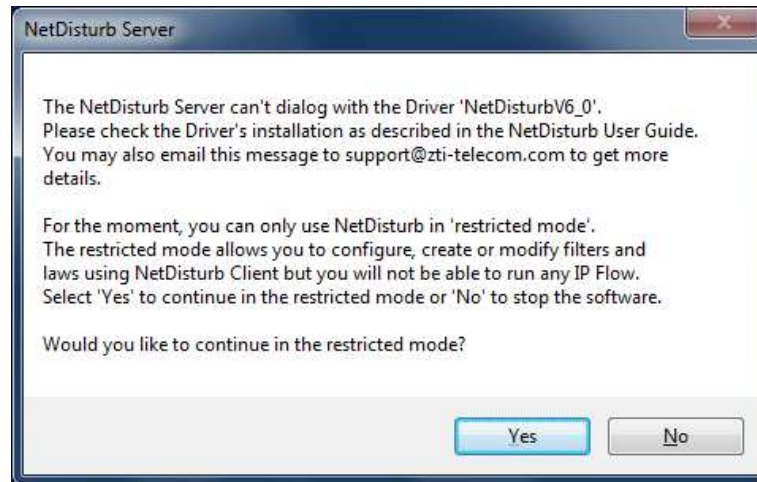 NetDisturb Server
The NetDisturb Server can't dialog with the Driver 'NetDisturbV6_0'.
Please check the Driver's installation as described in the NetDisturb User Guide.
You may also email this message to support@zti-telecom.com to get more
details.
For the moment, you can only use NetDisturb in 'restricted mode'.
The restricted mode allows you to configure, create or modify filters and
laws using NetDisturb Client but you will not be able to run any IP Flow.
Select 'Yes' to continue in the restricted mode or 'No' to stop the software.
Would you like to continue in the restricted mode?
Yes No